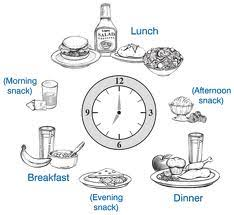 Lunch
SALAD
(Morning
snack)
(Afternoon
snack)
12
9
3
6
Breakfast
Dinner
(Evening
snack)